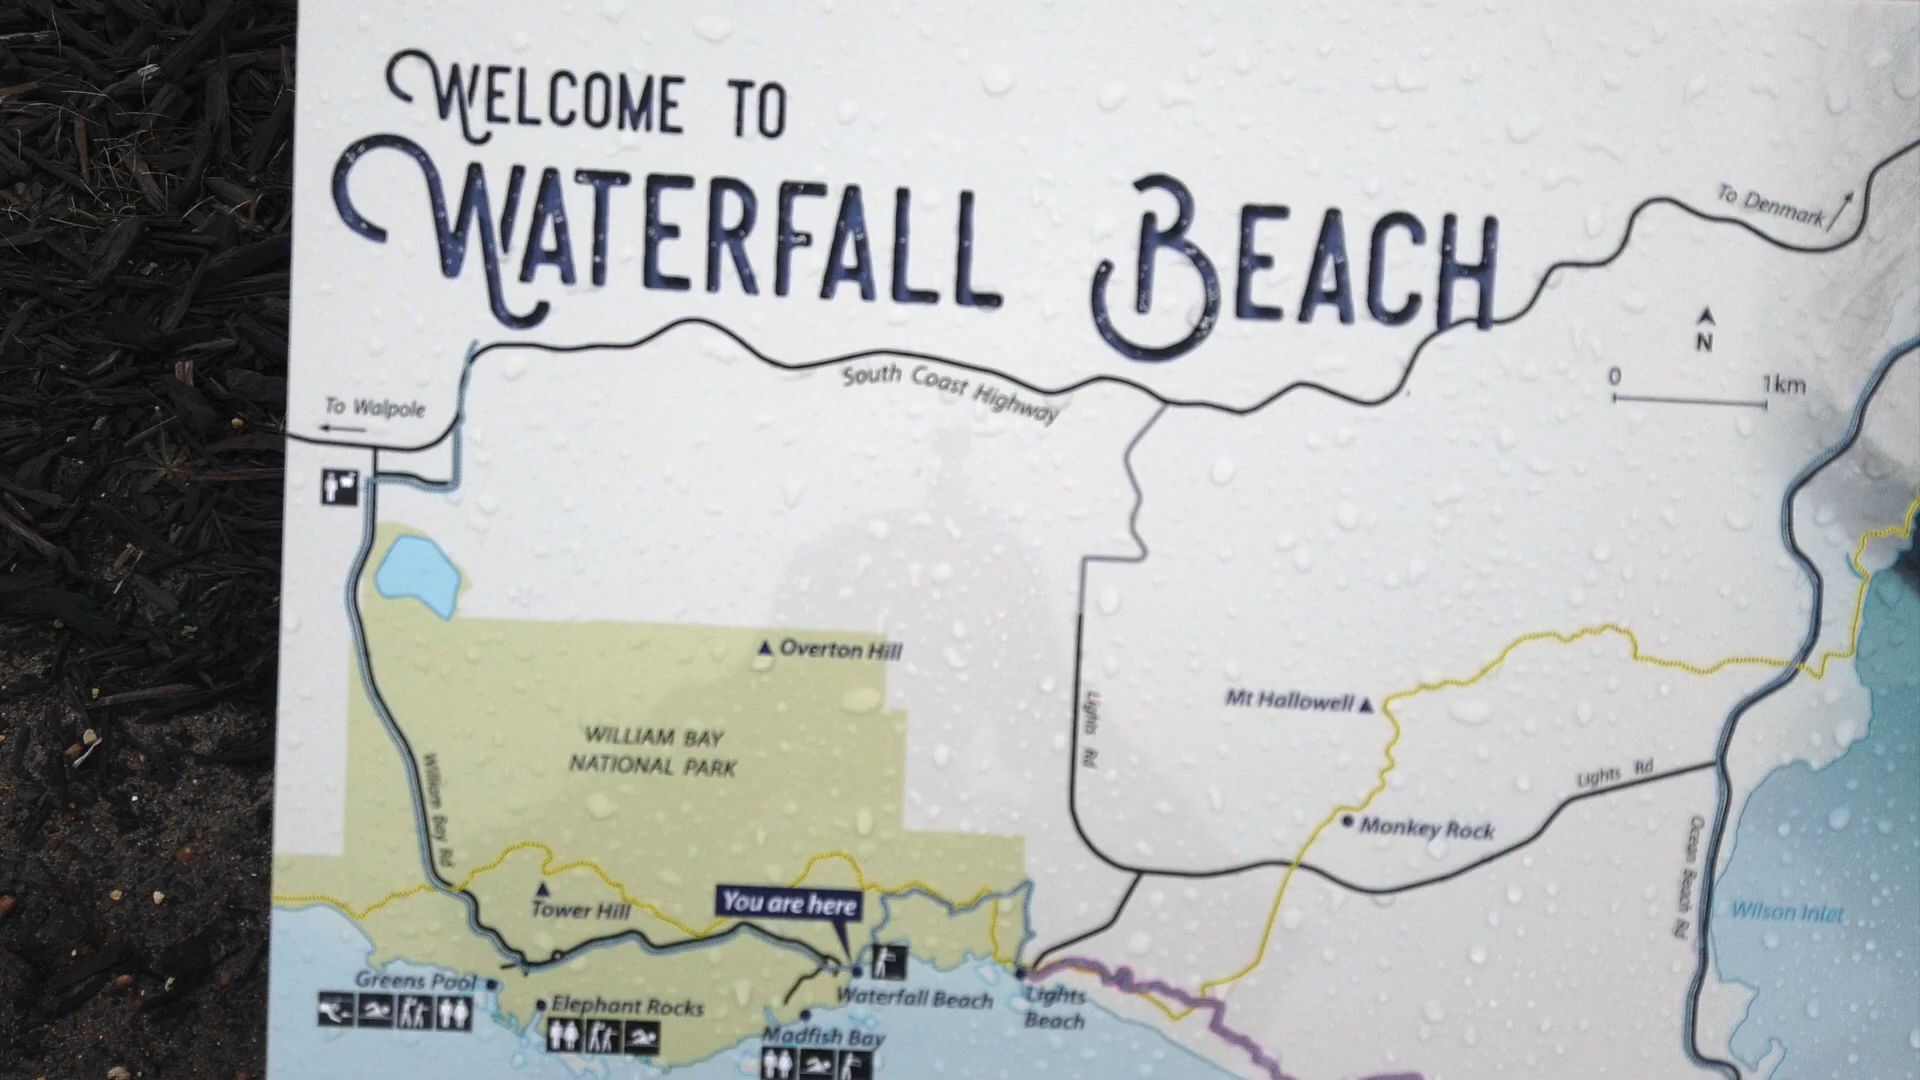 WELCOME TO
WATERFALL BEACH
To Denmark
N
0 1km
South Coast Highway
To Walpole
Overton Hill
Mt Hallowell
Lights Rd
WILLIAM BAY
NATIONAL PARK
William Bay Rd
Lights Rd
Monkey Rock
Ocean Beach Rd
Tower Hill
You are here
Wilson Inlet
Greens Pool
Elephant Rocks
Waterfall Beach
Lights
Beach
Madfish Bay